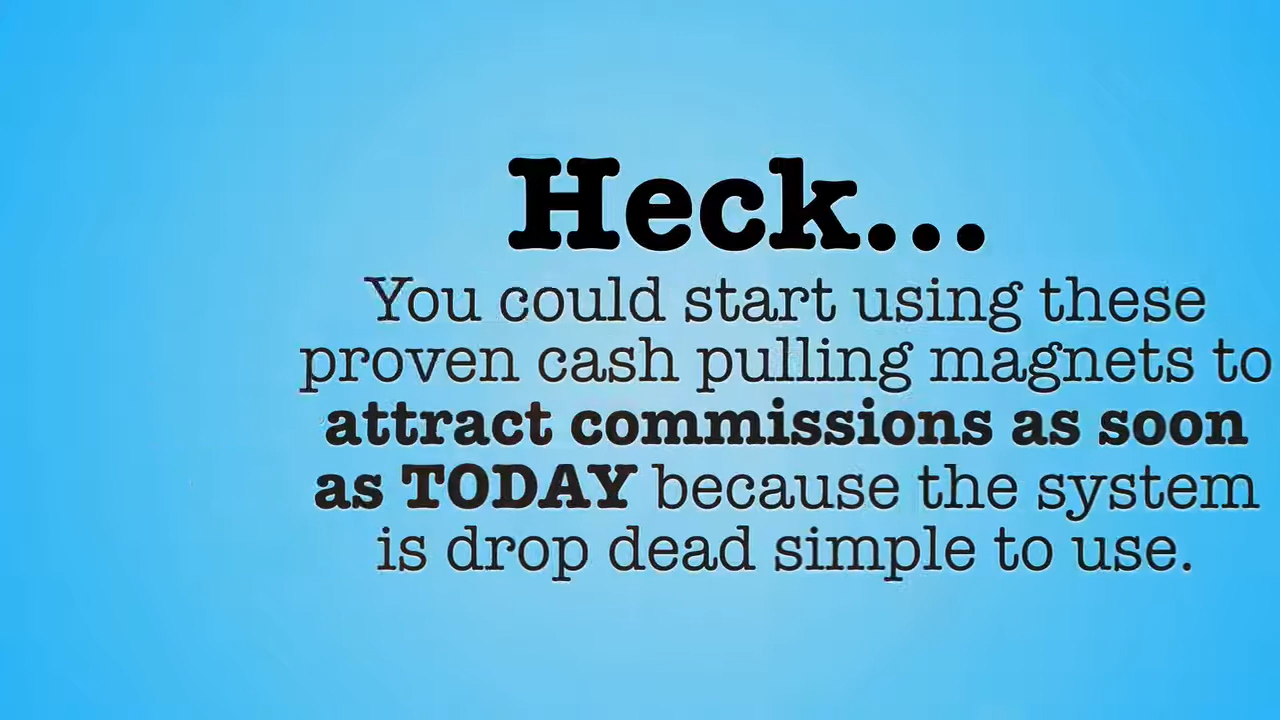 Heck...
You could start using these
proven cash pulling magnets to
attract commissions as soon
as TODAY because the system
is drop dead simple to use.